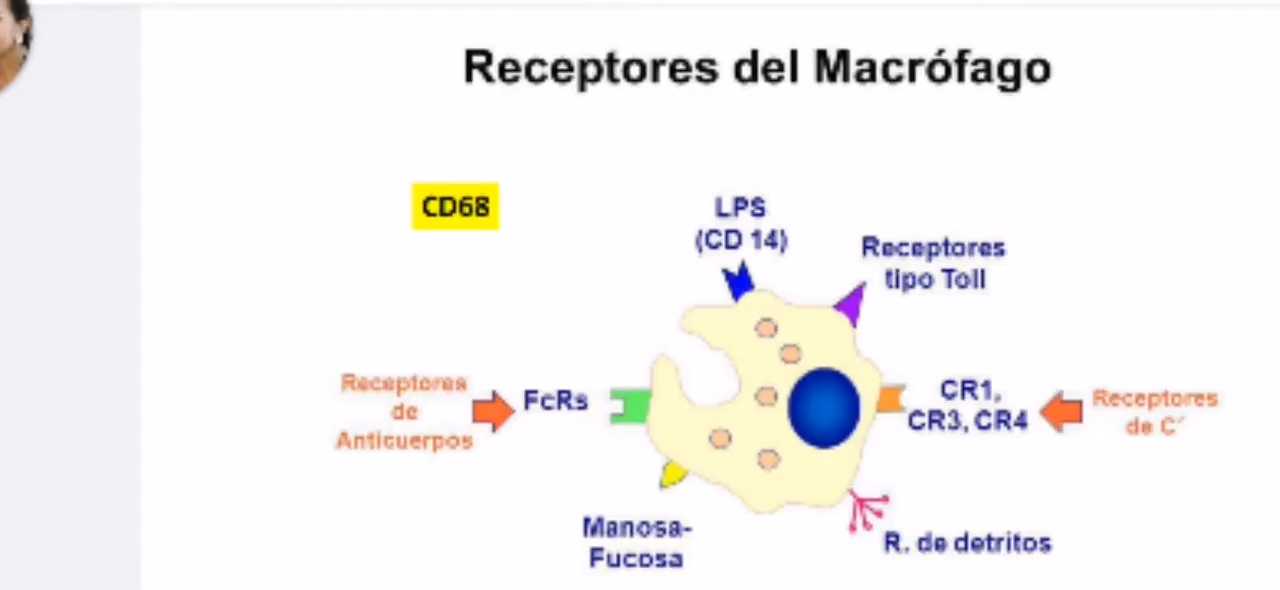 Receptores del Macrófago
CD68
LPS
(CD 14)
Receptores
tipo Toll
Receptores
de
Anticuerpos
FcRs
CR1,
CR3, CR4
Receptores
de C´
Manosa-
Fucosa
R. de detritos